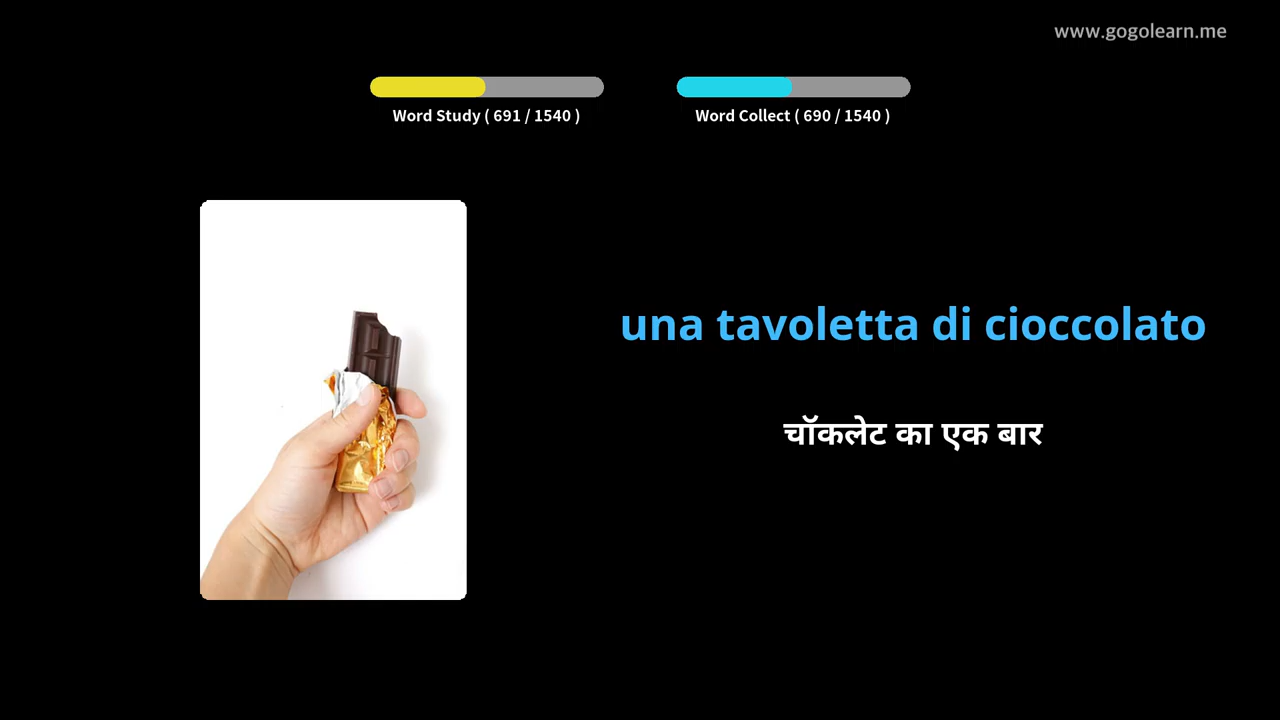 www.gogolearn.me
Word Study ( 691 / 1540 )
Word Collect ( 690 / 1540 )
una tavoletta di cioccolato
चॉकलेट का एक बार